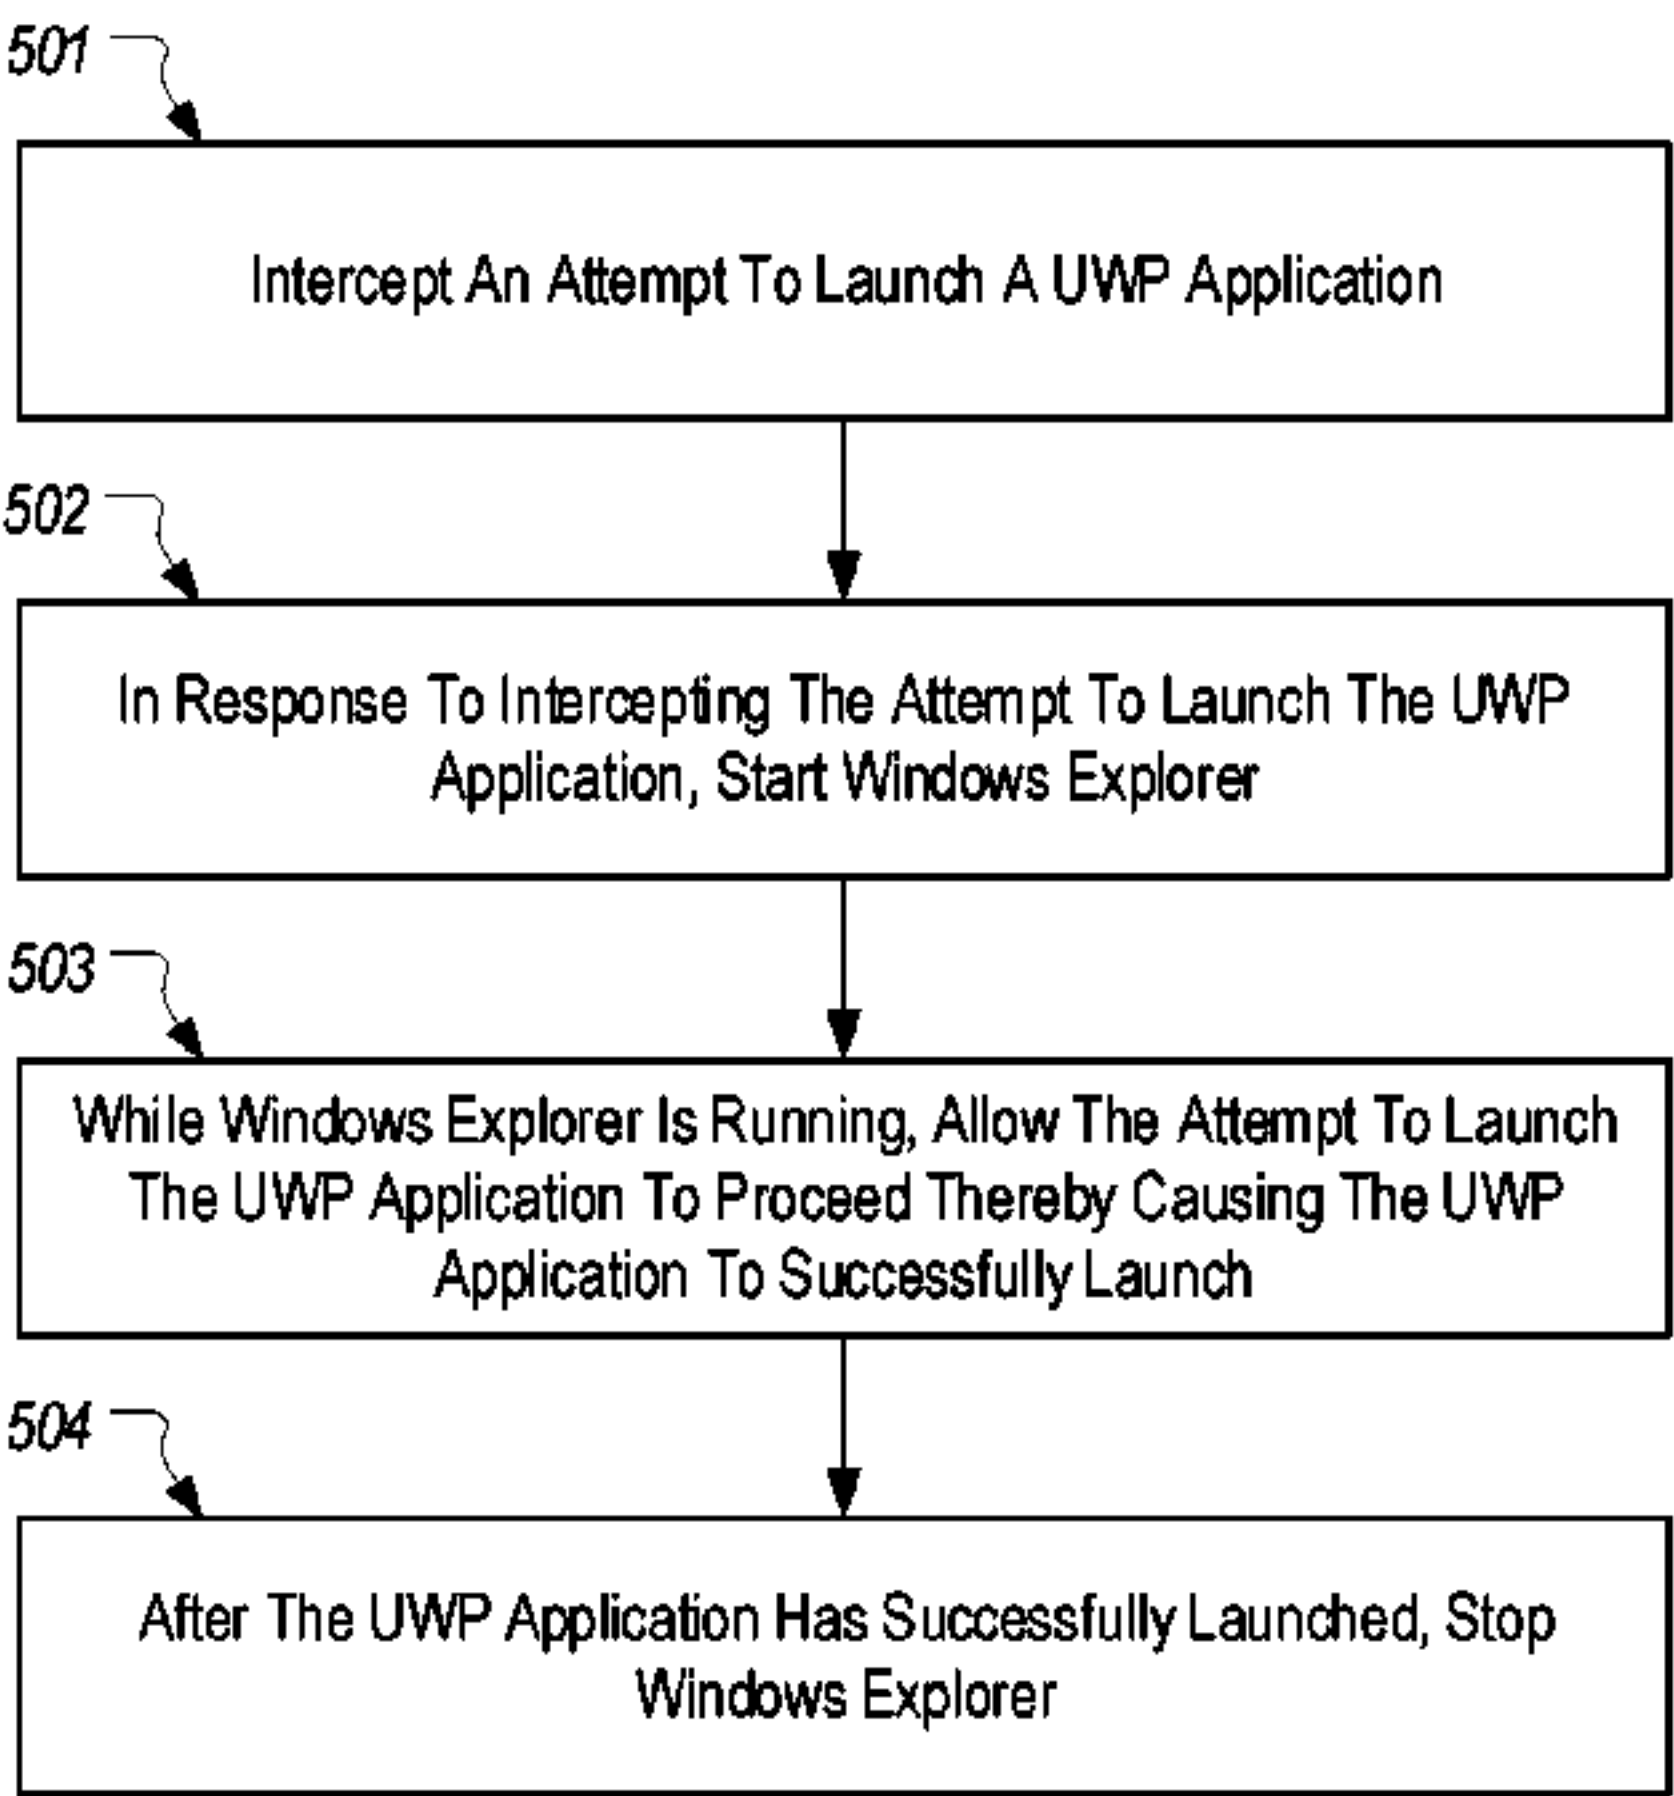 501
Intercept An Attempt To Launch A UWP Application
502
In Response To Intercepting The Attempt To Launch The UWP
Application, Start Windows Explorer
503
While Windows Explorer Is Running, Allow The Attempt To Launch
The UWP Application To Proceed Thereby Causing The UWP
Application To Successfully Launch
504
After The UWP Application Has Successfully Launched, Stop
Windows Explorer